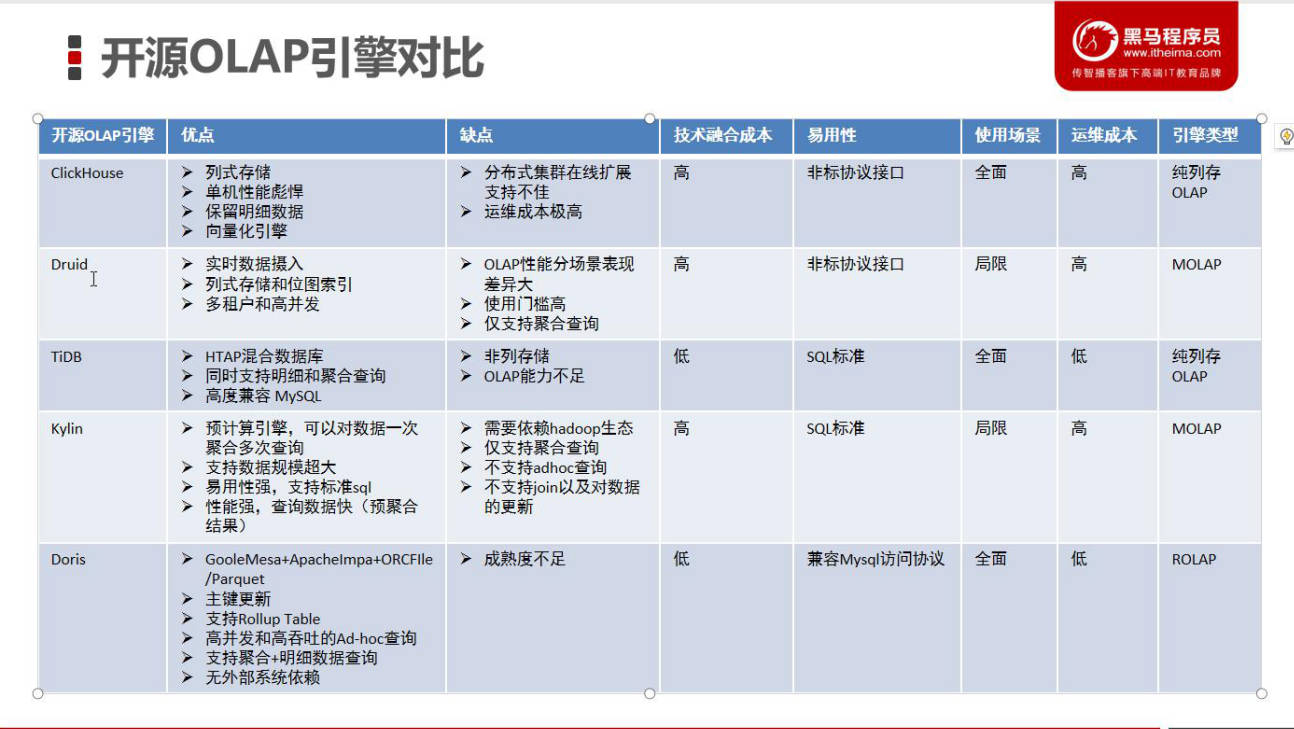 开源OLAP引擎对比
黑马程序员
www.itheima.com
传智播客旗下高端IT教育品牌
开源OLAP引擎 优点 缺点 技术融合成本 易用性 使用场景 运维成本 引擎类型
ClickHouse
➢ 列式存储
➢ 单机性能彪悍
➢ 保留明细数据
➢ 向量化引擎
➢ 分布式集群在线扩展
支持不佳
➢ 运维成本极高
高
非标协议接口
全面
高
纯列存
OLAP
Druid
➢ 实时数据摄入
➢ 列式存储和位图索引
➢ 多租户和高并发
➢ OLAP性能分场景表现
差异大
➢ 使用门槛高
➢ 仅支持聚合查询
高
非标协议接口
局限
高
MOLAP
TiDB
➢ HTAP混合数据库
➢ 同时支持明细和聚合查询
➢ 高度兼容 MySQL
➢ 非列存储
➢ OLAP能力不足
低
SQL标准
全面
低
纯列存
OLAP
Kylin
➢ 预计算引擎，可以对数据一次
聚合多次查询
➢ 支持数据规模超大
➢ 易用性强，支持标准sql
➢ 性能强，查询数据快（预聚合
结果）
➢ 需要依赖hadoop生态
➢ 仅支持聚合查询
➢ 不支持adhoc查询
➢ 不支持join以及对数据
的更新
高
SQL标准
局限
高
MOLAP
Doris
➢ GooleMesa+ApacheImpa+ORCFIle
/Parquet
➢ 主键更新
➢ 支持Rollup Table
➢ 高并发和高吞吐的Ad-hoc查询
➢ 支持聚合+明细数据查询
➢ 无外部系统依赖
➢ 成熟度不足
低
兼容Mysql访问协议
全面
低
ROLAP